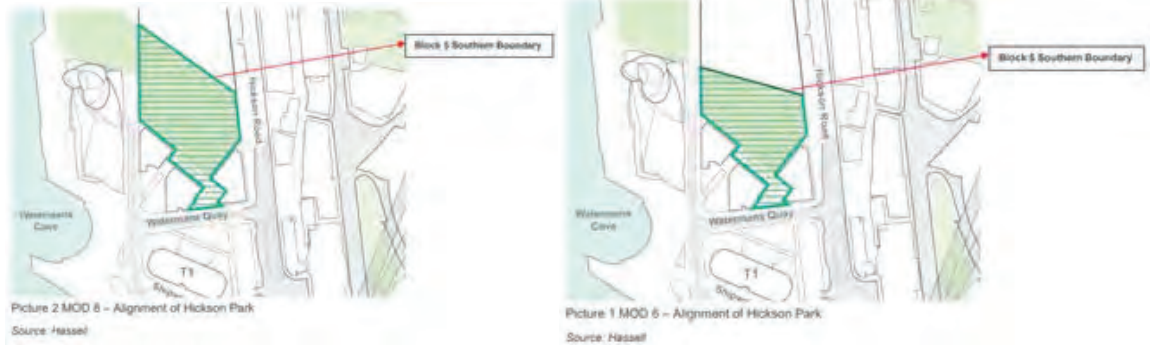 Block 5 Southern Boundary
Hickson Road
Watermans
Cove
Watermans Quay
T1
Picture 2 MOD 8 – Alignment of Hickson Park
Source: Hassell
Block 5 Southern Boundary
Hickson Road
Watermans
Cove
Watermans Quay
T1
Picture 1 MOD 6 – Alignment of Hickson Park
Source: Hassell